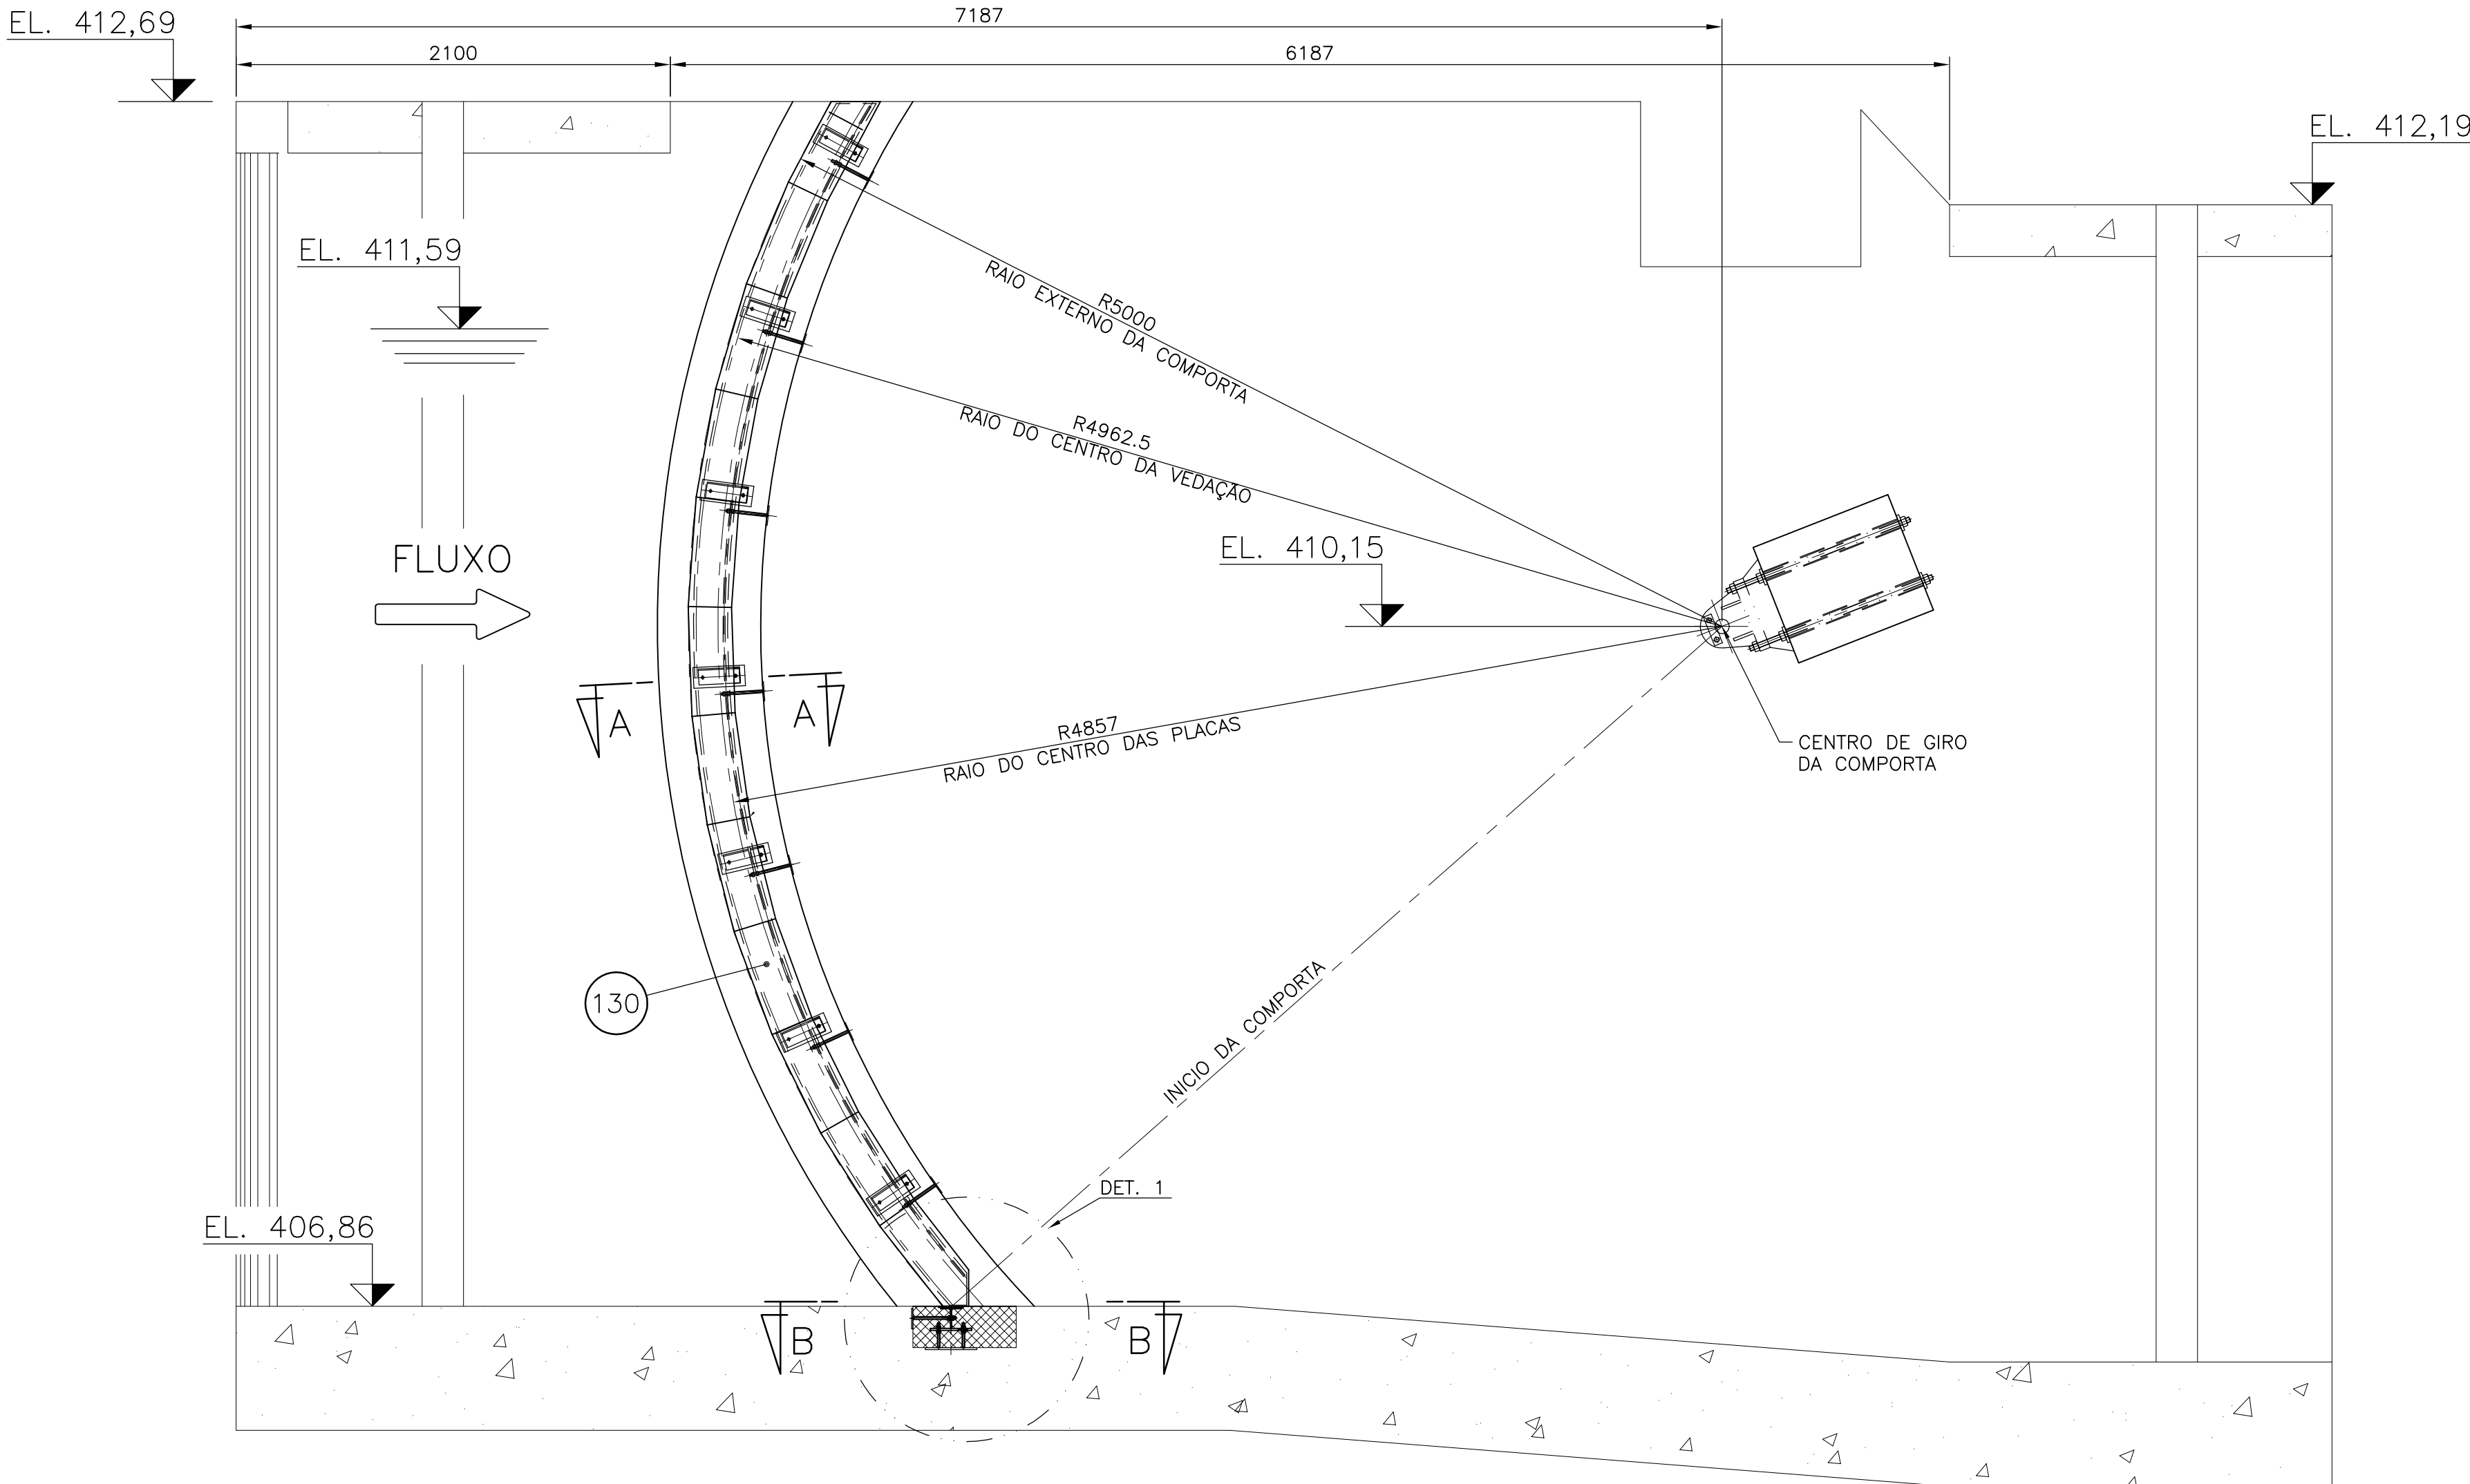 7187
EL. 412,69
2100
6187
EL. 412,19
EL. 411,59
R5000
RAIO EXTERNO DA COMPORTA
R4962.5
RAIO DO CENTRO DA VEDAÇÃO
FLUXO
EL. 410,15
A
A
R4857
RAIO DO CENTRO DAS PLACAS
CENTRO DE GIRO
DA COMPORTA
130
INICIO DA COMPORTA
DET. 1
EL. 406,86
B
B